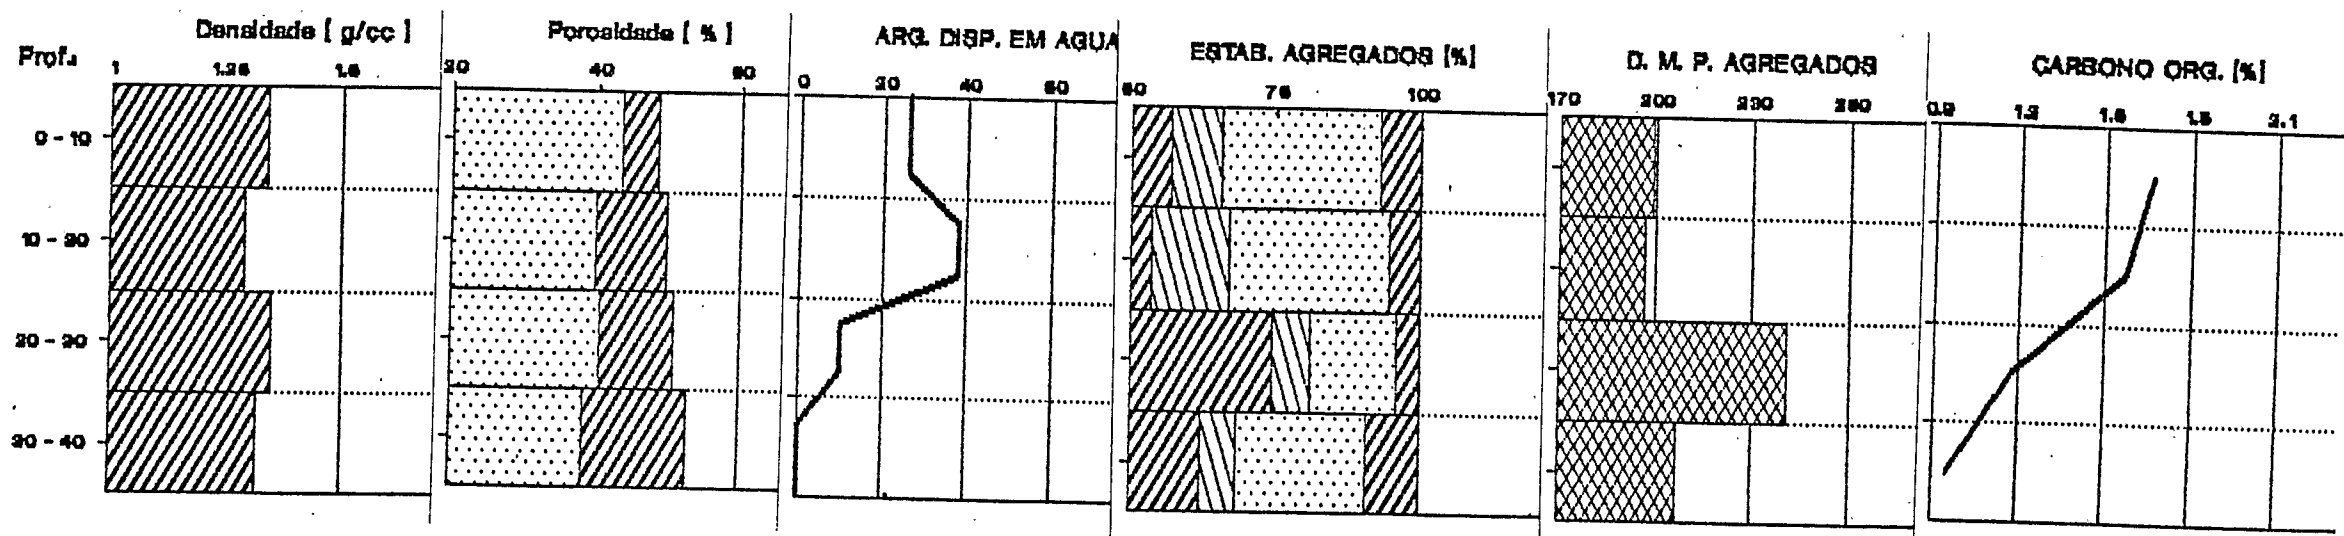 Densidade [ g/cc ]
Porosidade [ % ]
ARG. DISP. EM AGUA
ESTAB. AGREGADOS [%]
D. M. P. AGREGADOS
CARBONO ORG. [%]
Prof.
1 1.25 1.5
20 40 60
0 20 40 60
50 75 100
170 200 230 260
0.9 1.2 1.5 1.8 2.1
0 - 10
10 - 20
20 - 30
30 - 40